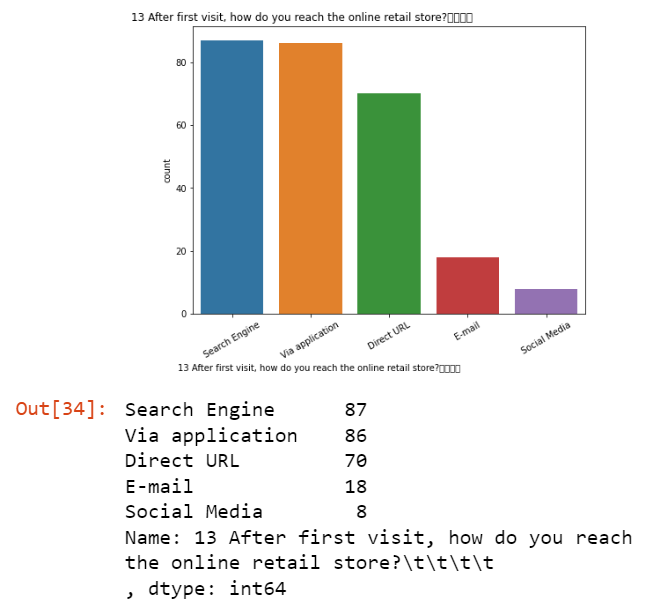 13 After first visit, how do you reach the online retail store?▯▯▯▯
80
60
40
20
0
count
Search Engine
Via application
Direct URL
E-mail
Social Media
13 After first visit, how do you reach the online retail store?▯▯▯▯
Out[34]: Search Engine 87
Via application 86
Direct URL 70
E-mail 18
Social Media 8
Name: 13 After first visit, how do you reach
the online retail store?\t\t\t\t
, dtype: int64